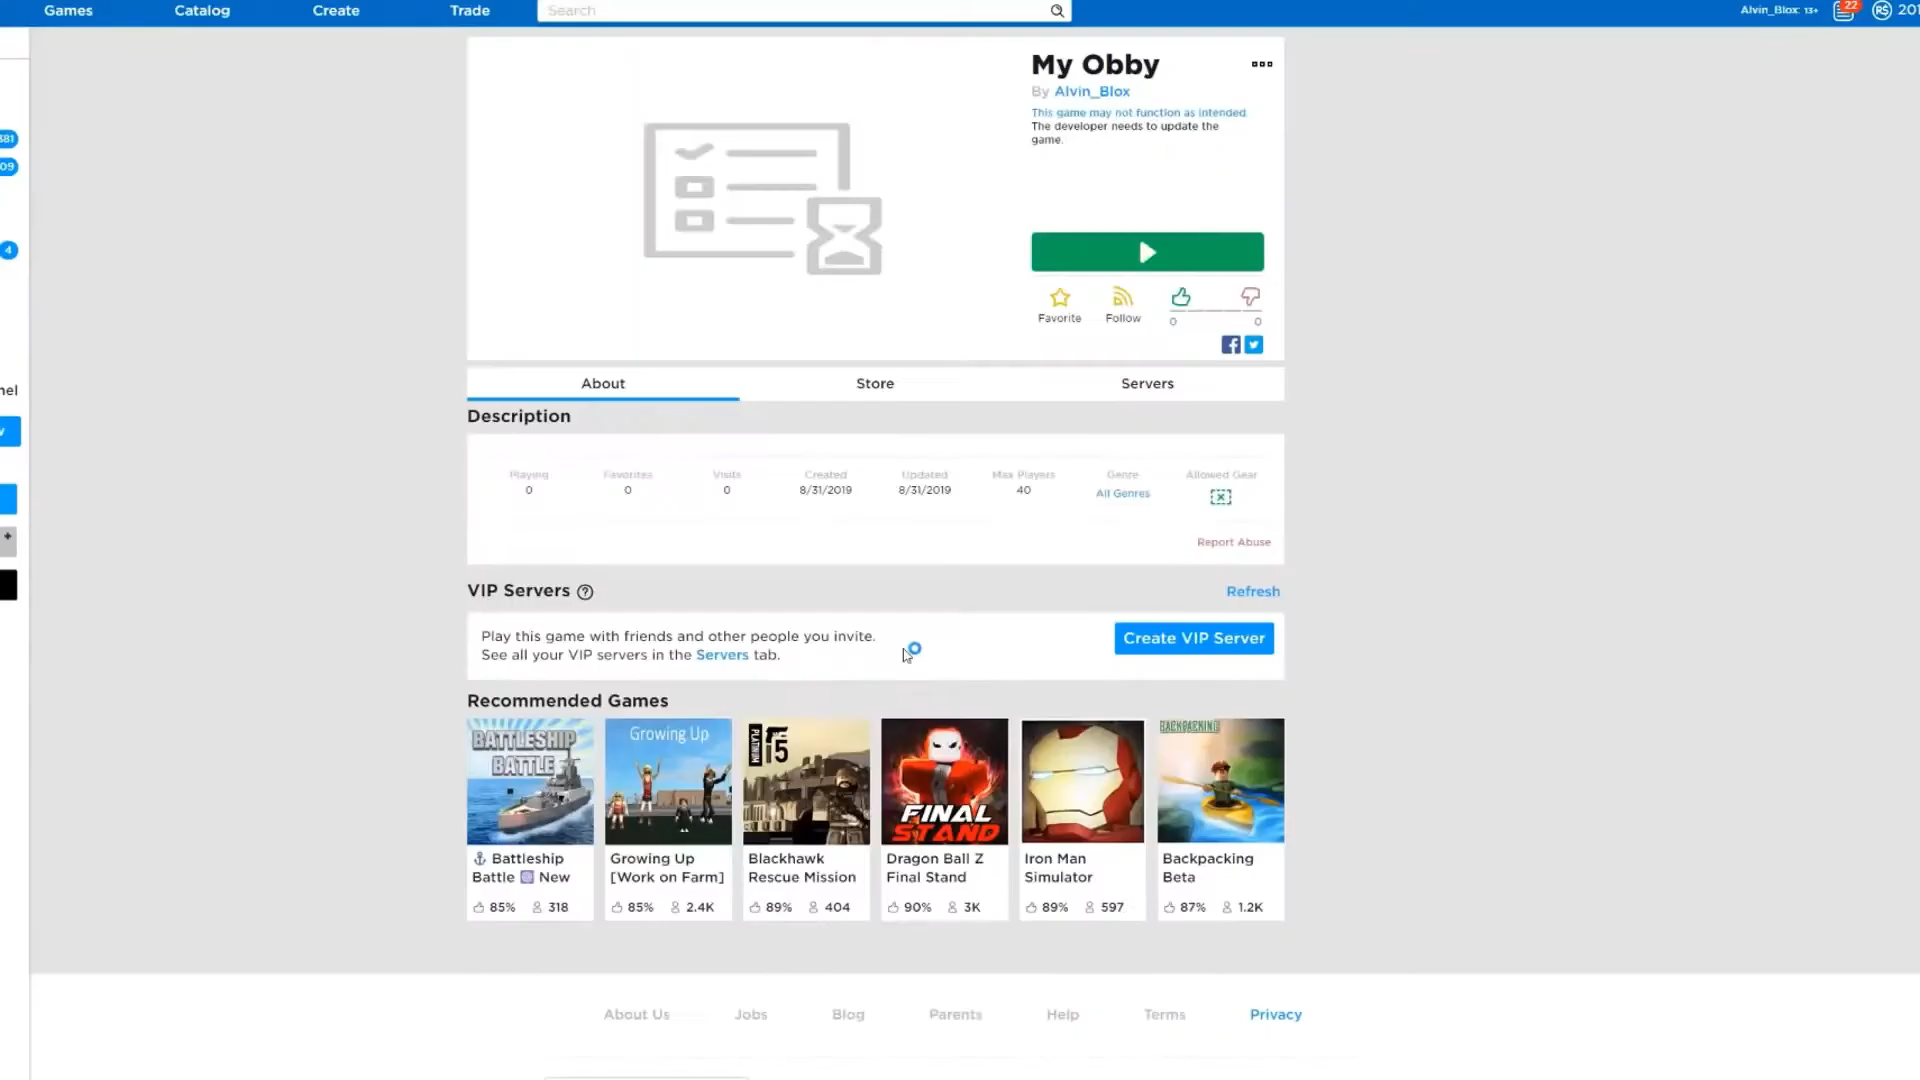 Games Catalog Create Trade Search Alvin_Blox: 13+ 22 R$ 201
381
09
4
nel
My Obby
By Alvin_Blox
This game may not function as intended.
The developer needs to update the
game.
Favorite Follow 0 0
About Store Servers
Description
Playing Favorites Visits Created Updated Max Players Genre Allowed Gear
0 0 0 8/31/2019 8/31/2019 40 All Genres
Report Abuse
VIP Servers ? Refresh
Play this game with friends and other people you invite.
See all your VIP servers in the Servers tab.
Create VIP Server
Recommended Games
BATTLESHIP
BATTLE
Growing Up
PLATINUM
5
FINAL
STAND
BACKPACKING
Battleship
Battle New
85% 318
Growing Up
[Work on Farm]
85% 2.4K
Blackhawk
Rescue Mission
89% 404
Dragon Ball Z
Final Stand
90% 3K
Iron Man
Simulator
89% 597
Backpacking
Beta
87% 1.2K
About Us Jobs Blog Parents Help Terms Privacy